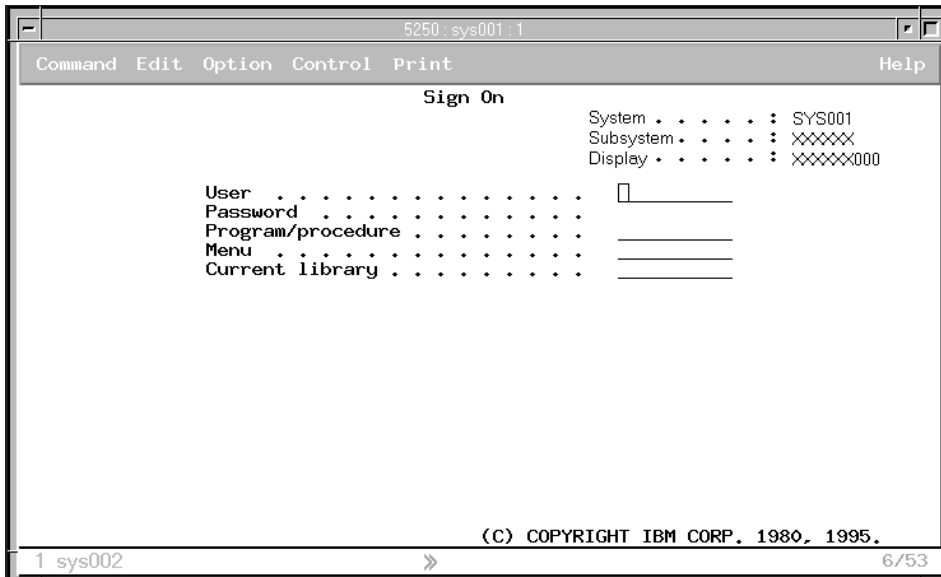 5250 : sys001 : 1
Command Edit Option Control Print Help
Sign On
System . . . . . : SYS001
Subsystem . . . . : XXXXXX
Display . . . . . : XXXXXX000
User . . . . . . . . . . . . . .
Password . . . . . . . . . . . .
Program/procedure . . . . . . . .
Menu . . . . . . . . . . . . . .
Current library . . . . . . . . .
(C) COPYRIGHT IBM CORP. 1980, 1995.
1 sys002 » 6/53